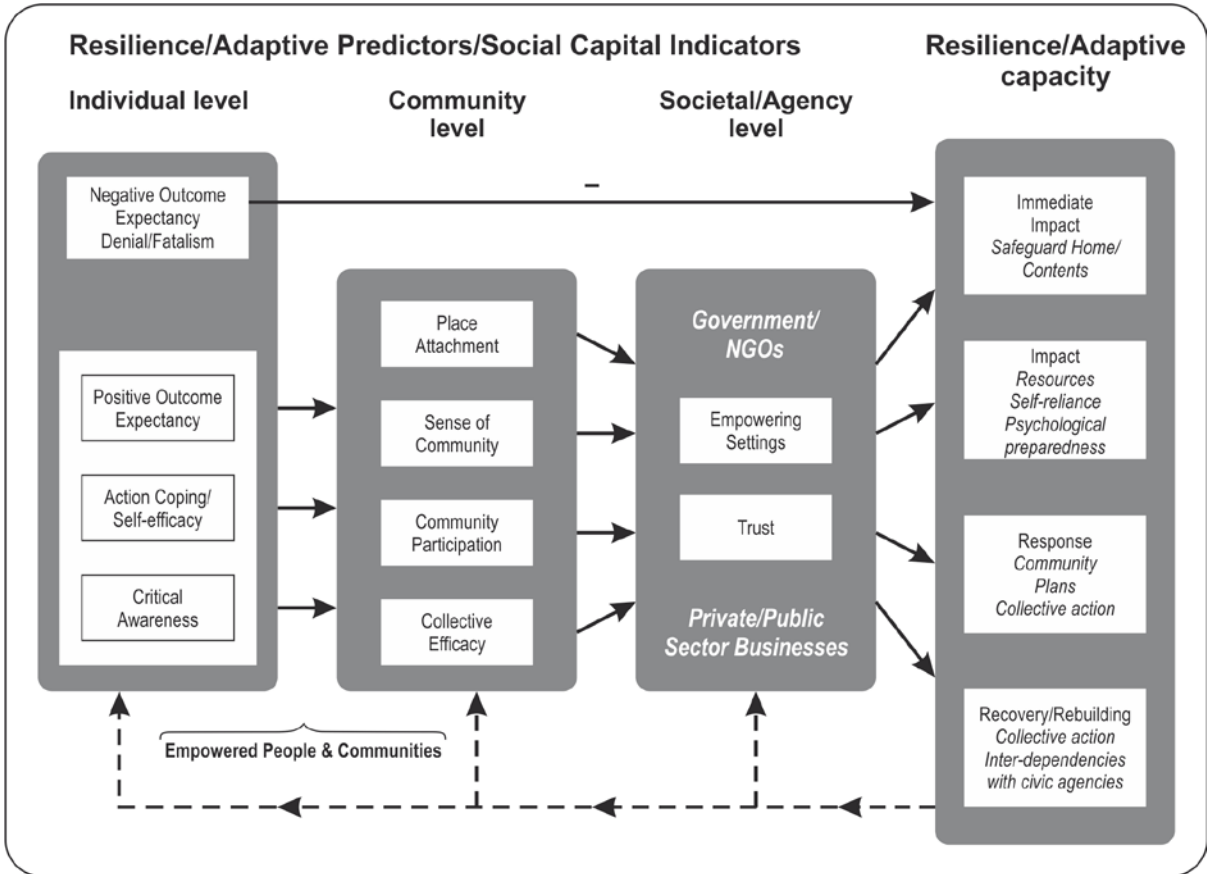 Resilience/Adaptive Predictors/Social Capital Indicators
Resilience/Adaptive
capacity
Individual level
Community
level
Societal/Agency
level
Negative Outcome
Expectancy
Denial/Fatalism
–
Positive Outcome
Expectancy
Action Coping/
Self-efficacy
Critical
Awareness
Place
Attachment
Sense of
Community
Community
Participation
Collective
Efficacy
Government/
NGOs
Empowering
Settings
Trust
Private/Public
Sector Businesses
Immediate
Impact
Safeguard Home/
Contents
Impact
Resources
Self-reliance
Psychological
preparedness
Response
Community
Plans
Collective action
Recovery/Rebuilding
Collective action
Inter-dependencies
with civic agencies
Empowered People & Communities